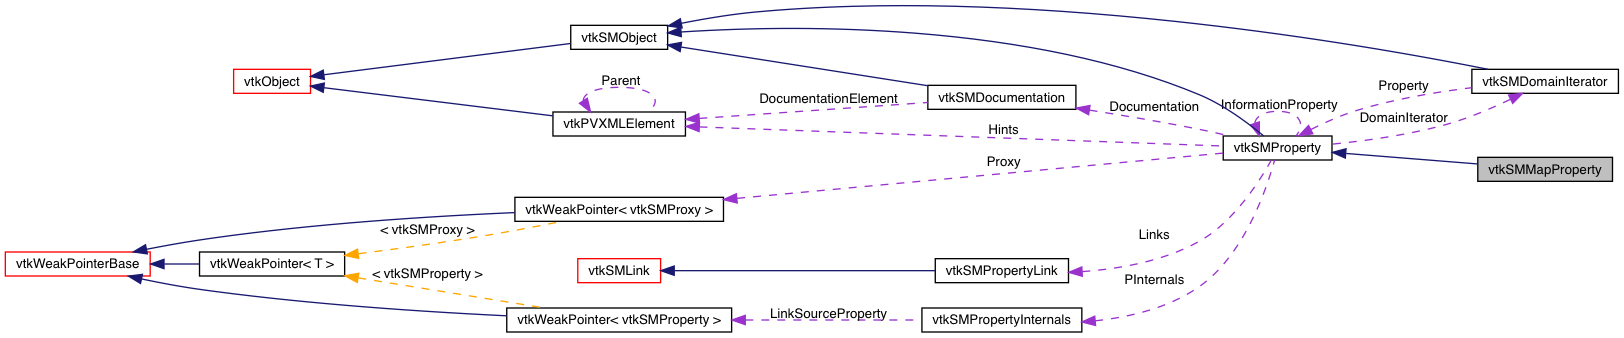 vtkSMObject
vtkObject
Parent
vtkPVXMLElement
DocumentationElement
vtkSMDocumentation
Hints
Documentation
InformationProperty
Property
DomainIterator
vtkSMDomainIterator
vtkSMProperty
vtkSMMapProperty
Proxy
vtkWeakPointer< vtkSMProxy >
< vtkSMProxy >
vtkWeakPointerBase
vtkWeakPointer< T >
< vtkSMProperty >
vtkSMLink
vtkSMPropertyLink
Links
PInternals
vtkWeakPointer< vtkSMProperty >
LinkSourceProperty
vtkSMPropertyInternals